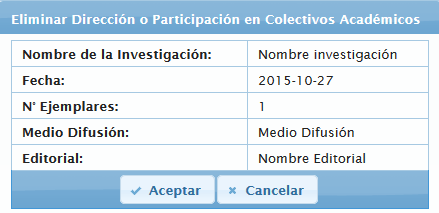 Eliminar Dirección o Participación en Colectivos Académicos
Nombre de la Investigación: Nombre investigación
Fecha: 2015-10-27
N° Ejemplares: 1
Medio Difusión: Medio Difusión
Editorial: Nombre Editorial
Aceptar Cancelar